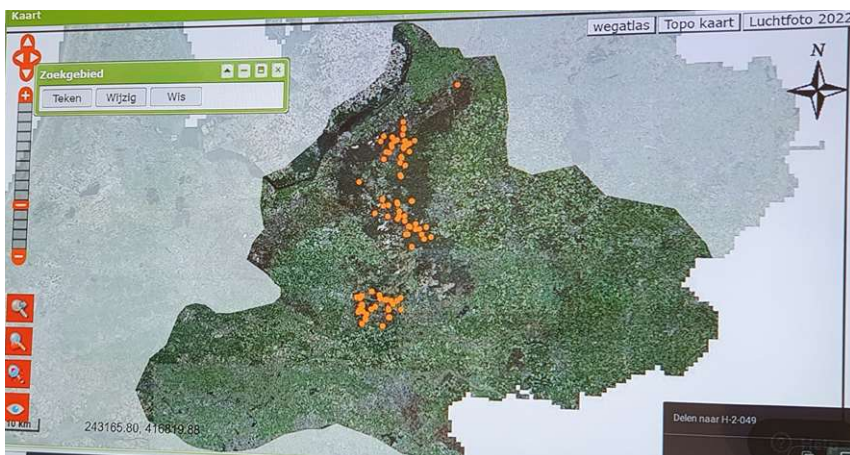 Kaart
wegatlas Topo kaart Luchtfoto 2022
N
Zoekgebied
Teken Wijzig Wis
10 km
243165.80, 416819.88
Delen naar H-2-049